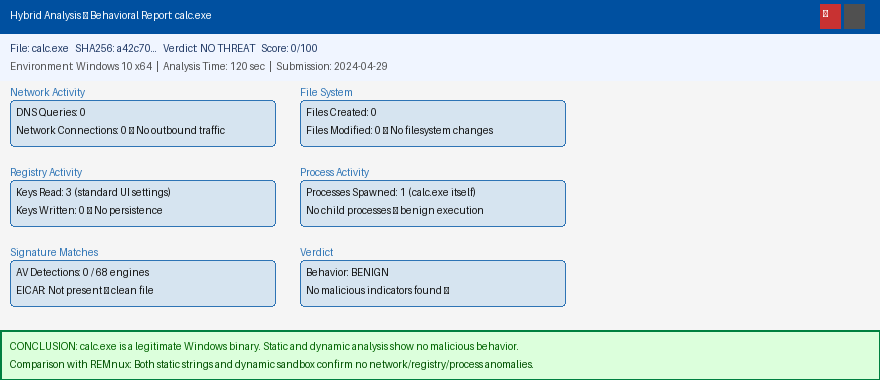 Hybrid Analysis ▯ Behavioral Report: calc.exe
File: calc.exe SHA256: a42c70... Verdict: NO THREAT Score: 0/100
Environment: Windows 10 x64 | Analysis Time: 120 sec | Submission: 2024-04-29
Network Activity
DNS Queries: 0
Network Connections: 0 ▯ No outbound traffic
File System
Files Created: 0
Files Modified: 0 ▯ No filesystem changes
Registry Activity
Keys Read: 3 (standard UI settings)
Keys Written: 0 ▯ No persistence
Process Activity
Processes Spawned: 1 (calc.exe itself)
No child processes ▯ benign execution
Signature Matches
AV Detections: 0 / 68 engines
EICAR: Not present ▯ clean file
Verdict
Behavior: BENIGN
No malicious indicators found ▯
CONCLUSION: calc.exe is a legitimate Windows binary. Static and dynamic analysis show no malicious behavior.
Comparison with REMnux: Both static strings and dynamic sandbox confirm no network/registry/process anomalies.